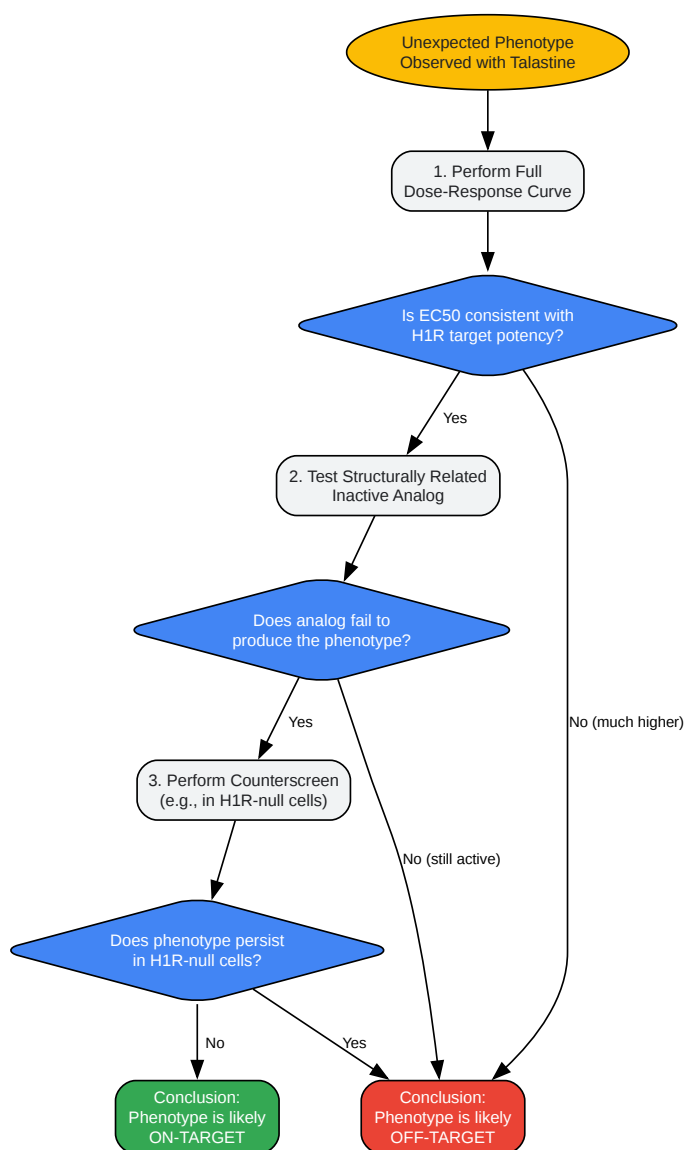 Unexpected Phenotype
Observed with Talastine
1. Perform Full
Dose-Response Curve
Is EC50 consistent with
H1R target potency?
Yes
2. Test Structurally Related
Inactive Analog
Does analog fail to
produce the phenotype?
No (much higher)
Yes
3. Perform Counterscreen
(e.g., in H1R-null cells)
No (still active)
Does phenotype persist
in H1R-null cells?
No
Yes
Conclusion:
Phenotype is likely
ON-TARGET
Conclusion:
Phenotype is likely
OFF-TARGET